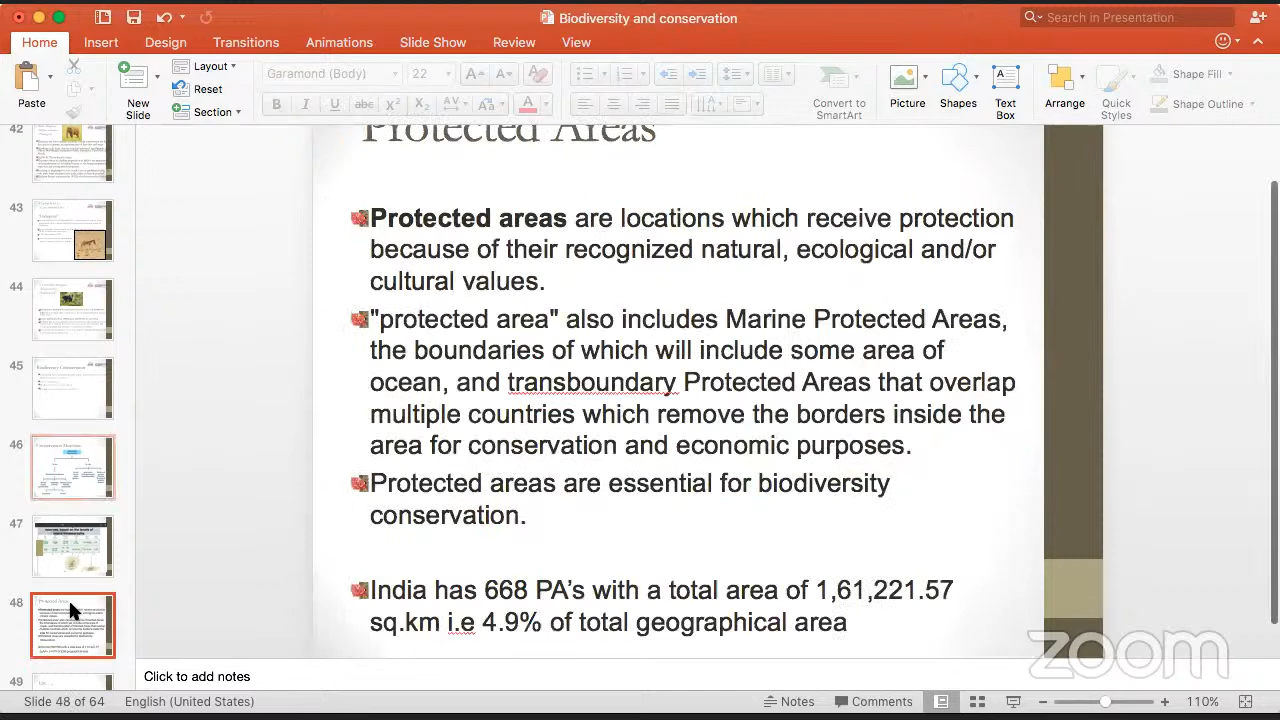 Biodiversity and conservation
Search in Presentation
Home Insert Design Transitions Animations Slide Show Review View
Paste
New Slide
Layout
Reset
Section
Garamond (Body) 22
B I U abc X² X₂ AV Aa A
Convert to SmartArt
Picture
Shapes
Text Box
Arrange
Quick Styles
Shape Fill
Shape Outline
42
43
44
45
Biodiversity Conservation
46
47
48
49
Protected Areas
Protected areas are locations which receive protection
because of their recognized natural, ecological and/or
cultural values.
"protected area" also includes Marine Protected Areas,
the boundaries of which will include some area of
ocean, and transboundary Protected Areas that overlap
multiple countries which remove the borders inside the
area for conservation and economic purposes.
Protected areas are essential for biodiversity
conservation.
India has 668 PA's with a total area of 1,61,221.57
sq.km i.e. 4.9% of total geographical area
zoom
Click to add notes
Slide 48 of 64 English (United States) Notes Comments 110%